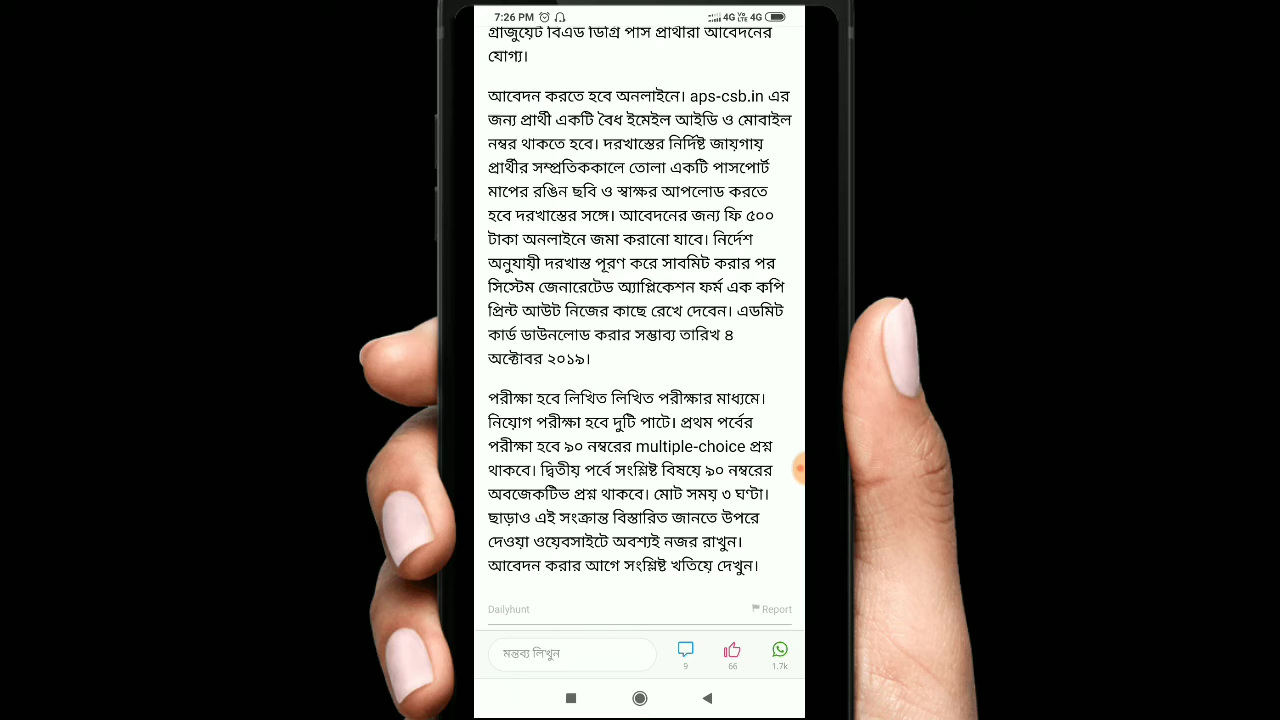 7:26 PM 4G Vo LTE 4G
গ্রাজুয়েট বিএড ডিগ্রি পাস প্রার্থীরা আবেদনের
যোগ্য।
আবেদন করতে হবে অনলাইনে। aps-csb.in এর
জন্য প্রার্থী একটি বৈধ ইমেইল আইডি ও মোবাইল
নম্বর থাকতে হবে। দরখাস্তের নির্দিষ্ট জায়গায়
প্রার্থীর সম্প্রতিককালে তোলা একটি পাসপোর্ট
মাপের রঙিন ছবি ও স্বাক্ষর আপলোড করতে
হবে দরখাস্তের সঙ্গে। আবেদনের জন্য ফি ৫০০
টাকা অনলাইনে জমা করানো যাবে। নির্দেশ
অনুযায়ী দরখাস্ত পূরণ করে সাবমিট করার পর
সিস্টেম জেনারেটেড অ্যাপ্লিকেশন ফর্ম এক কপি
প্রিন্ট আউট নিজের কাছে রেখে দেবেন। এডমিট
কার্ড ডাউনলোড করার সম্ভাব্য তারিখ ৪
অক্টোবর ২০১৯।
পরীক্ষা হবে লিখিত লিখিত পরীক্ষার মাধ্যমে।
নিয়োগ পরীক্ষা হবে দুটি পার্টে। প্রথম পর্বের
পরীক্ষা হবে ৯০ নম্বরের multiple-choice প্রশ্ন
থাকবে। দ্বিতীয় পর্বে সংশ্লিষ্ট বিষয়ে ৯০ নম্বরের
অবজেকটিভ প্রশ্ন থাকবে। মোট সময় ৩ ঘণ্টা।
ছাড়াও এই সংক্রান্ত বিস্তারিত জানতে উপরে
দেওয়া ওয়েবসাইটে অবশ্যই নজর রাখুন।
আবেদন করার আগে সংশ্লিষ্ট খতিয়ে দেখুন।
Dailyhunt Report
মন্তব্য লিখুন
9 66 1.7k